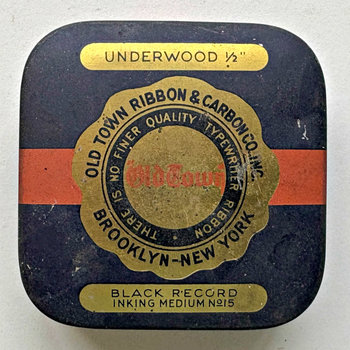 UNDERWOOD ½"
OLD TOWN RIBBON & CARBON CO. INC.
THERE IS NO FINER QUALITY TYPEWRITER RIBBON
Old Town
BROOKLYN-NEW YORK
BLACK RECORD
INKING MEDIUM No15